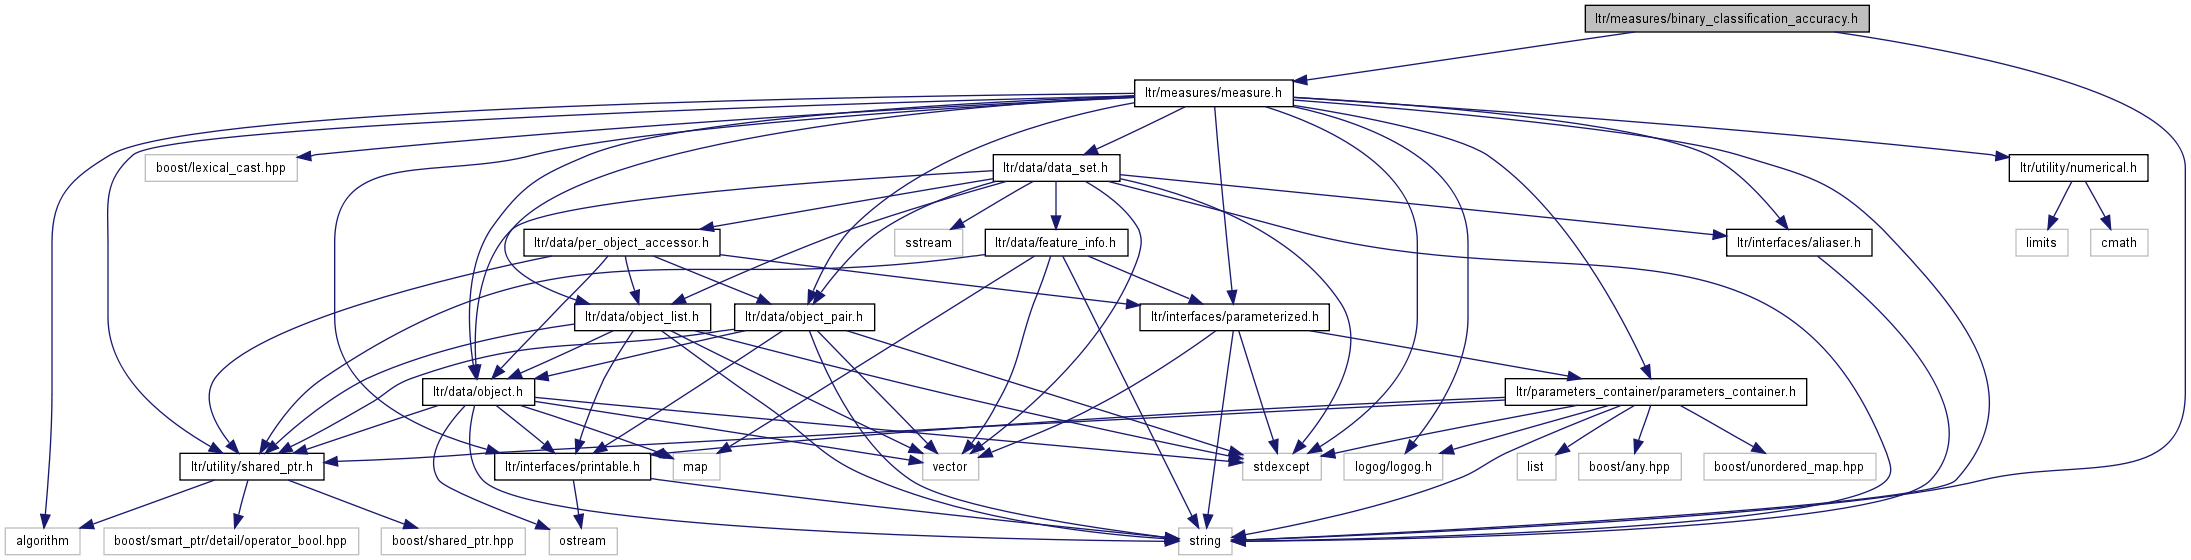 ltr/measures/binary_classification_accuracy.h
ltr/measures/measure.h
boost/lexical_cast.hpp
ltr/data/data_set.h
ltr/utility/numerical.h
ltr/data/per_object_accessor.h
sstream
ltr/data/feature_info.h
ltr/interfaces/aliaser.h
limits
cmath
ltr/data/object_list.h
ltr/data/object_pair.h
ltr/interfaces/parameterized.h
ltr/data/object.h
ltr/parameters_container/parameters_container.h
ltr/utility/shared_ptr.h
ltr/interfaces/printable.h
map
vector
stdexcept
logog/logog.h
list
boost/any.hpp
boost/unordered_map.hpp
algorithm
boost/smart_ptr/detail/operator_bool.hpp
boost/shared_ptr.hpp
ostream
string